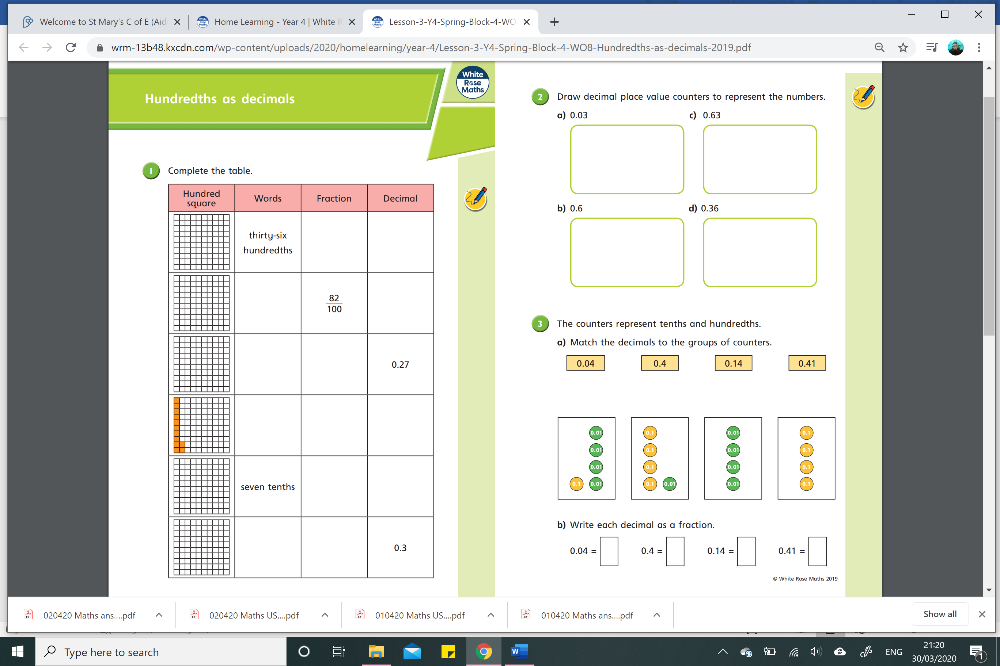 Welcome to St Mary's C of E (Aid
Home Learning - Year 4 | White R
Lesson-3-Y4-Spring-Block-4-WO
wrm-13b48.kxcdn.com/wp-content/uploads/2020/homelearning/year-4/Lesson-3-Y4-Spring-Block-4-WO8-Hundredths-as-decimals-2019.pdf
White
Rose
Maths
Hundredths as decimals
1 Complete the table.
Hundred square Words Fraction Decimal
thirty-six
hundredths
82
100
0.27
seven tenths
0.3
2 Draw decimal place value counters to represent the numbers.
a) 0.03 c) 0.63
b) 0.6 d) 0.36
3 The counters represent tenths and hundredths.
a) Match the decimals to the groups of counters.
0.04 0.4 0.14 0.41
0.01 0.1 0.01 0.1
0.01 0.1 0.01 0.1
0.01 0.1 0.01 0.1
0.1 0.01 0.1 0.01 0.01 0.1
b) Write each decimal as a fraction.
0.04 = 0.4 = 0.14 = 0.41 =
© White Rose Maths 2019
020420 Maths ans....pdf
020420 Maths US....pdf
010420 Maths US....pdf
010420 Maths ans....pdf
Show all
Type here to search
ENG
21:20
30/03/2020
1